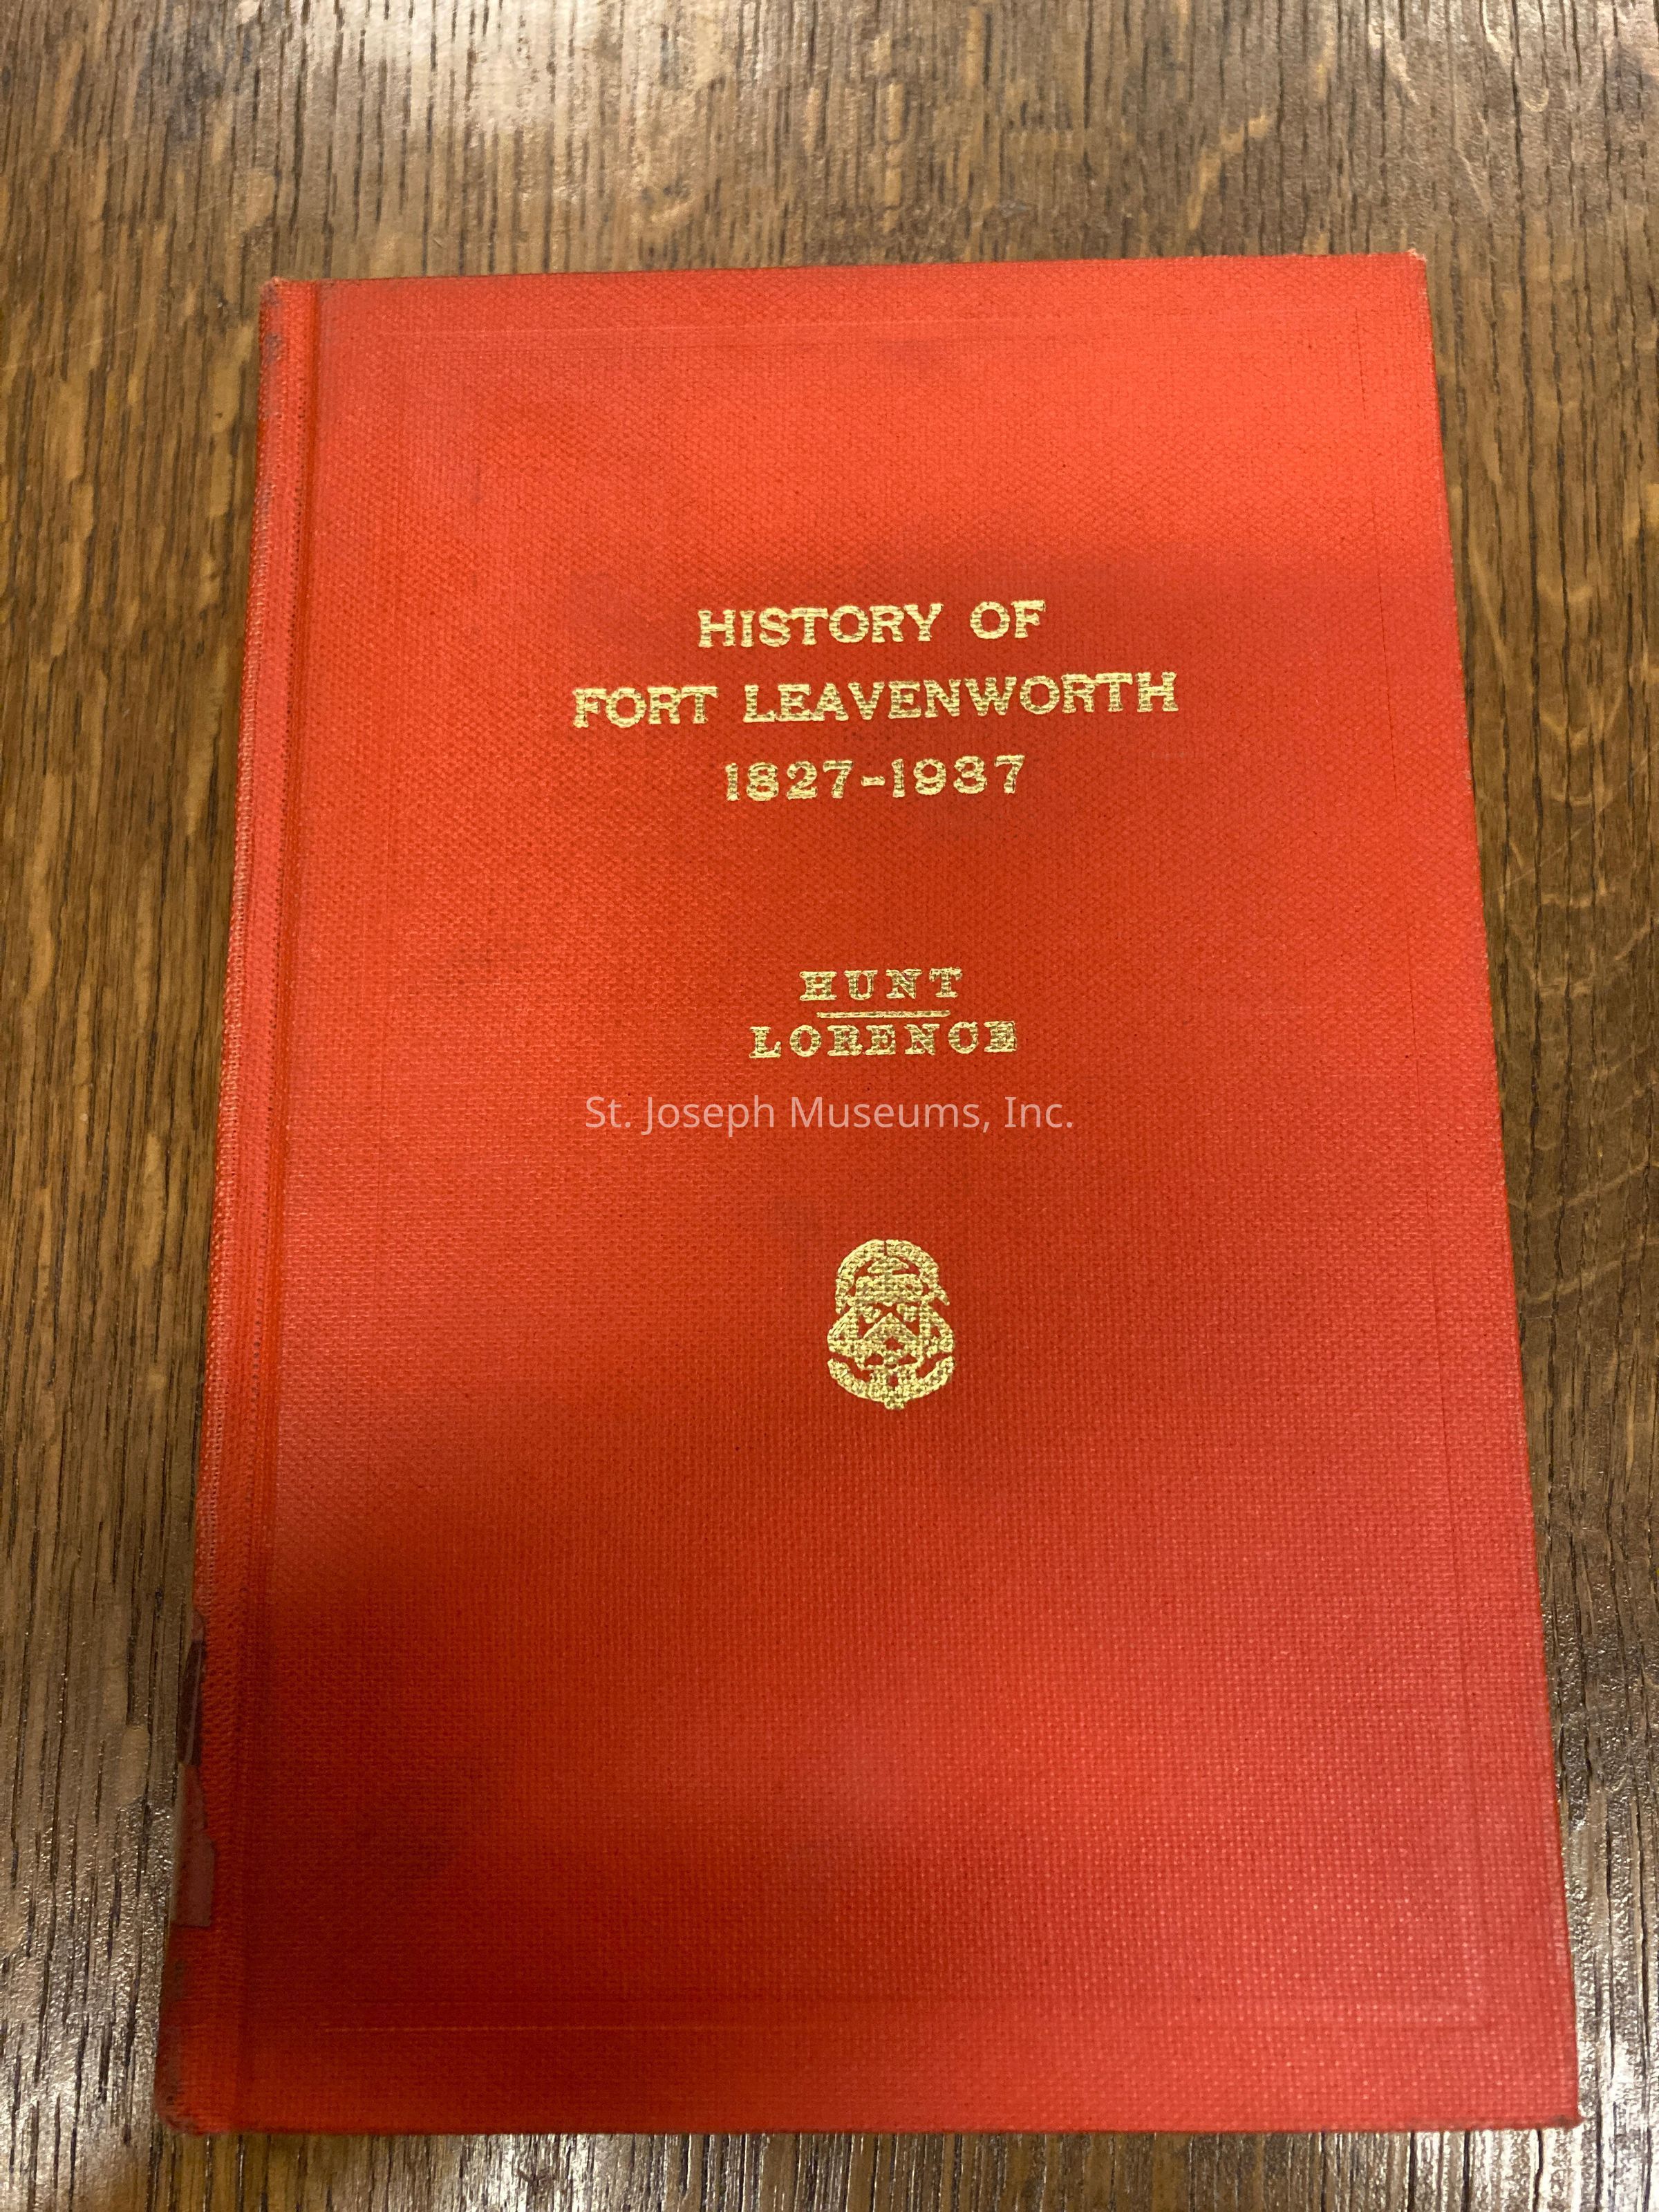 HISTORY OF
FORT LEAVENWORTH
1827-1937
HUNT
LORENCE
St. Joseph Museums, Inc.